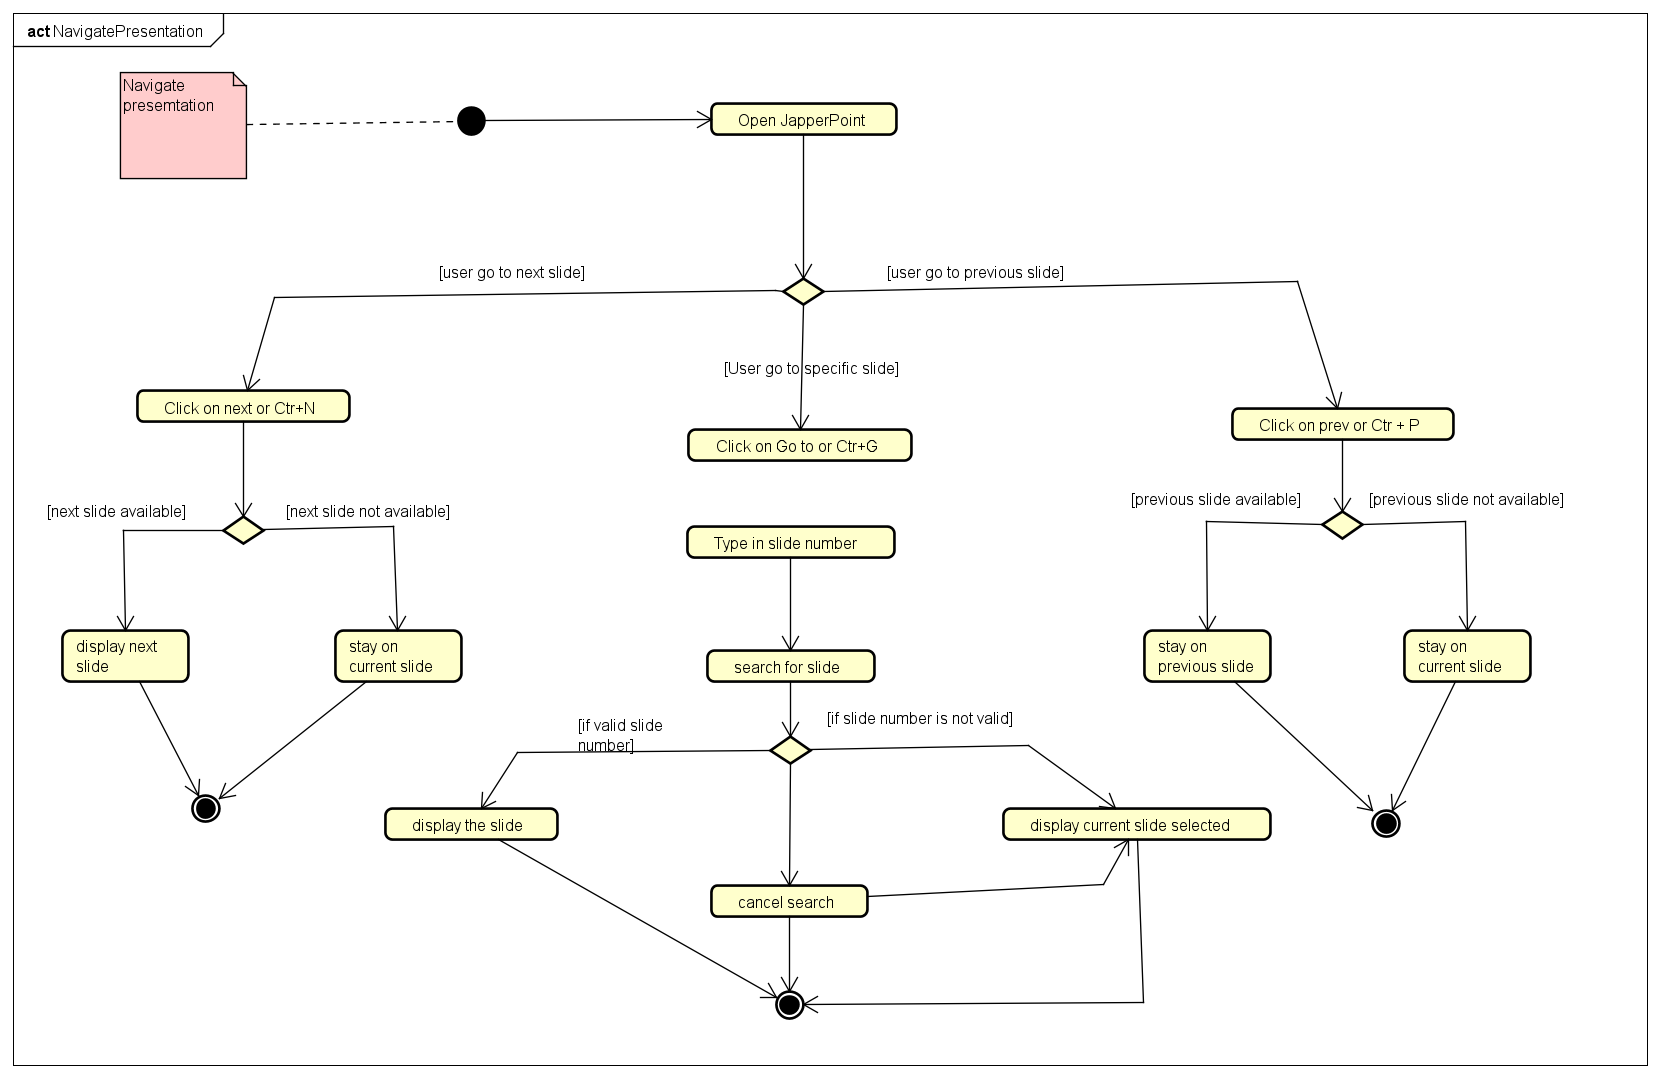 act NavigatePresentation
Navigate
presemtation
Open JapperPoint
[user go to next slide]
[user go to previous slide]
[User go to specific slide]
Click on next or Ctr+N
Click on prev or Ctr + P
Click on Go to or Ctr+G
[next slide available]
[next slide not available]
[previous slide available]
[previous slide not available]
Type in slide number
display next
slide
stay on
current slide
search for slide
stay on
previous slide
stay on
current slide
[if valid slide
number]
[if slide number is not valid]
display the slide
display current slide selected
cancel search